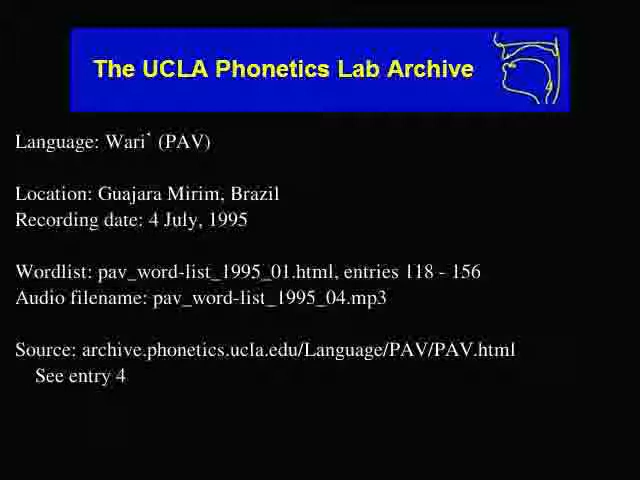 The UCLA Phonetics Lab Archive
Language: Wari` (PAV)
Location: Guajara Mirim, Brazil
Recording date: 4 July, 1995
Wordlist: pav_word-list_1995_01.html, entries 118 - 156
Audio filename: pav_word-list_1995_04.mp3
Source: archive.phonetics.ucla.edu/Language/PAV/PAV.html
See entry 4